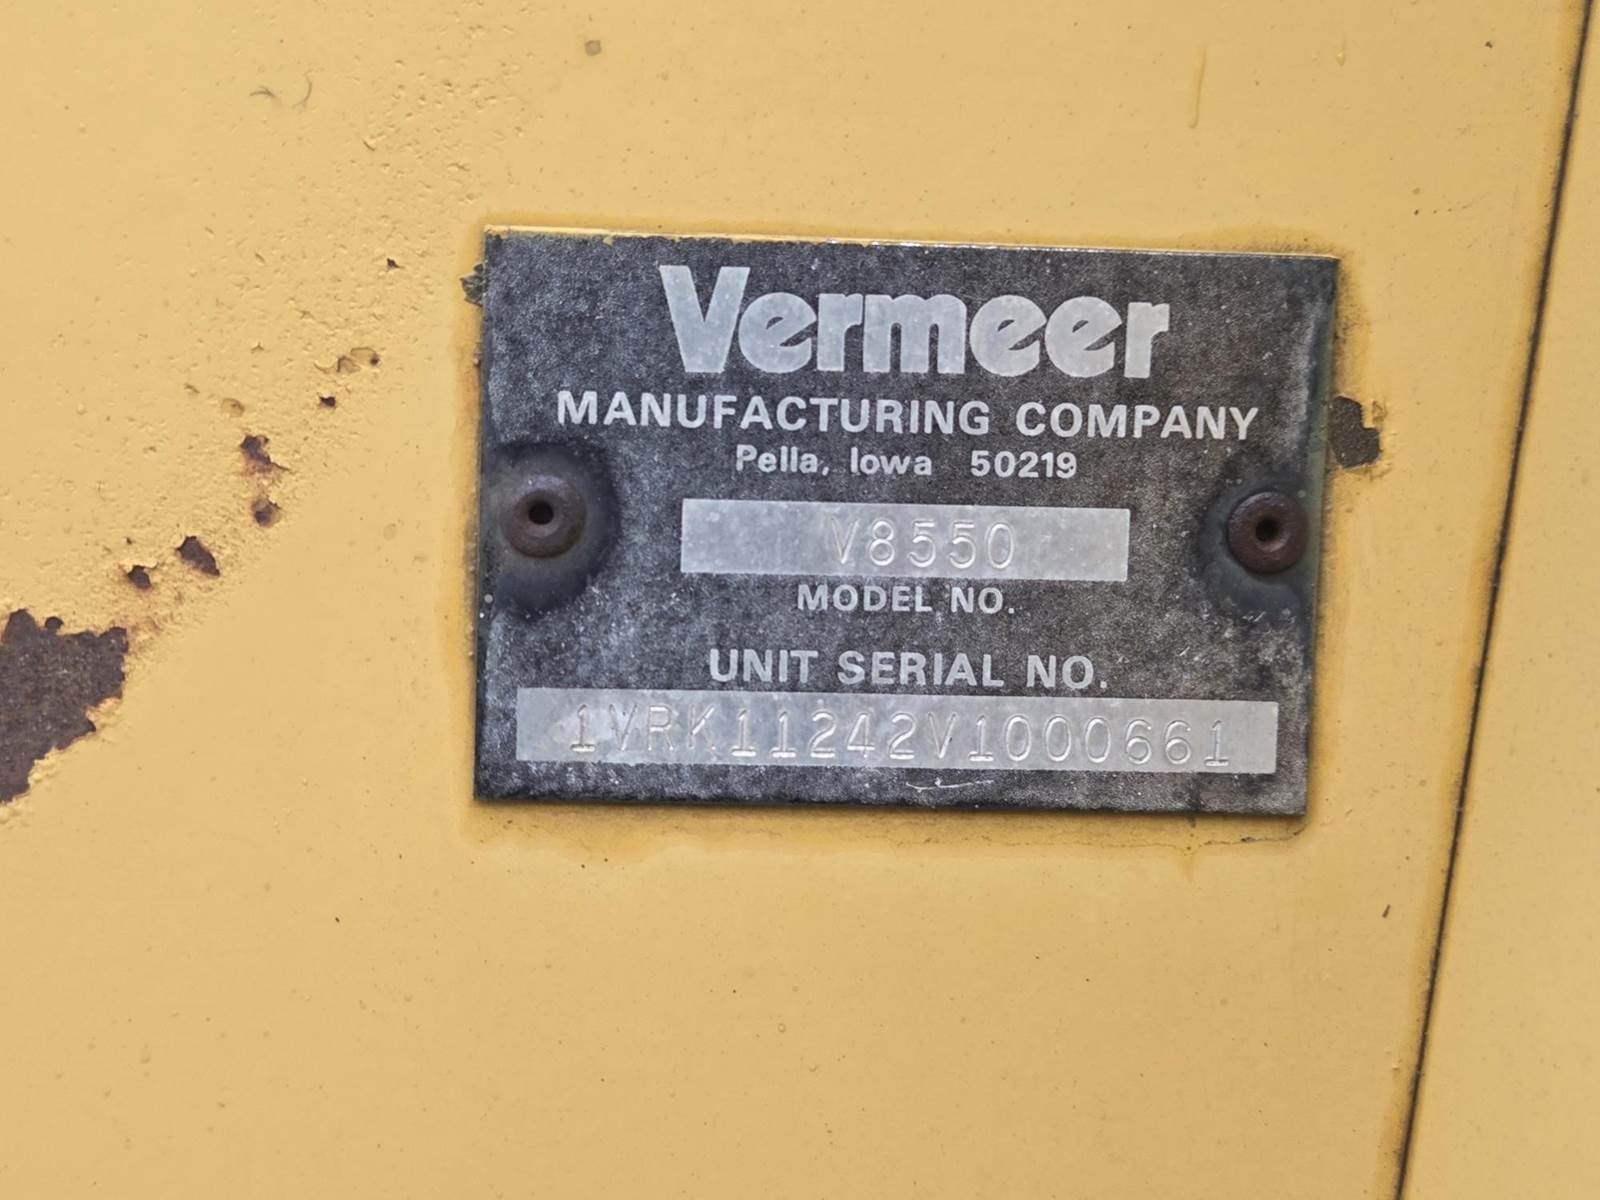 Vermeer
MANUFACTURING COMPANY
Pella, Iowa 50219
V8550
MODEL NO.
UNIT SERIAL NO.
1VRK11242V1000661